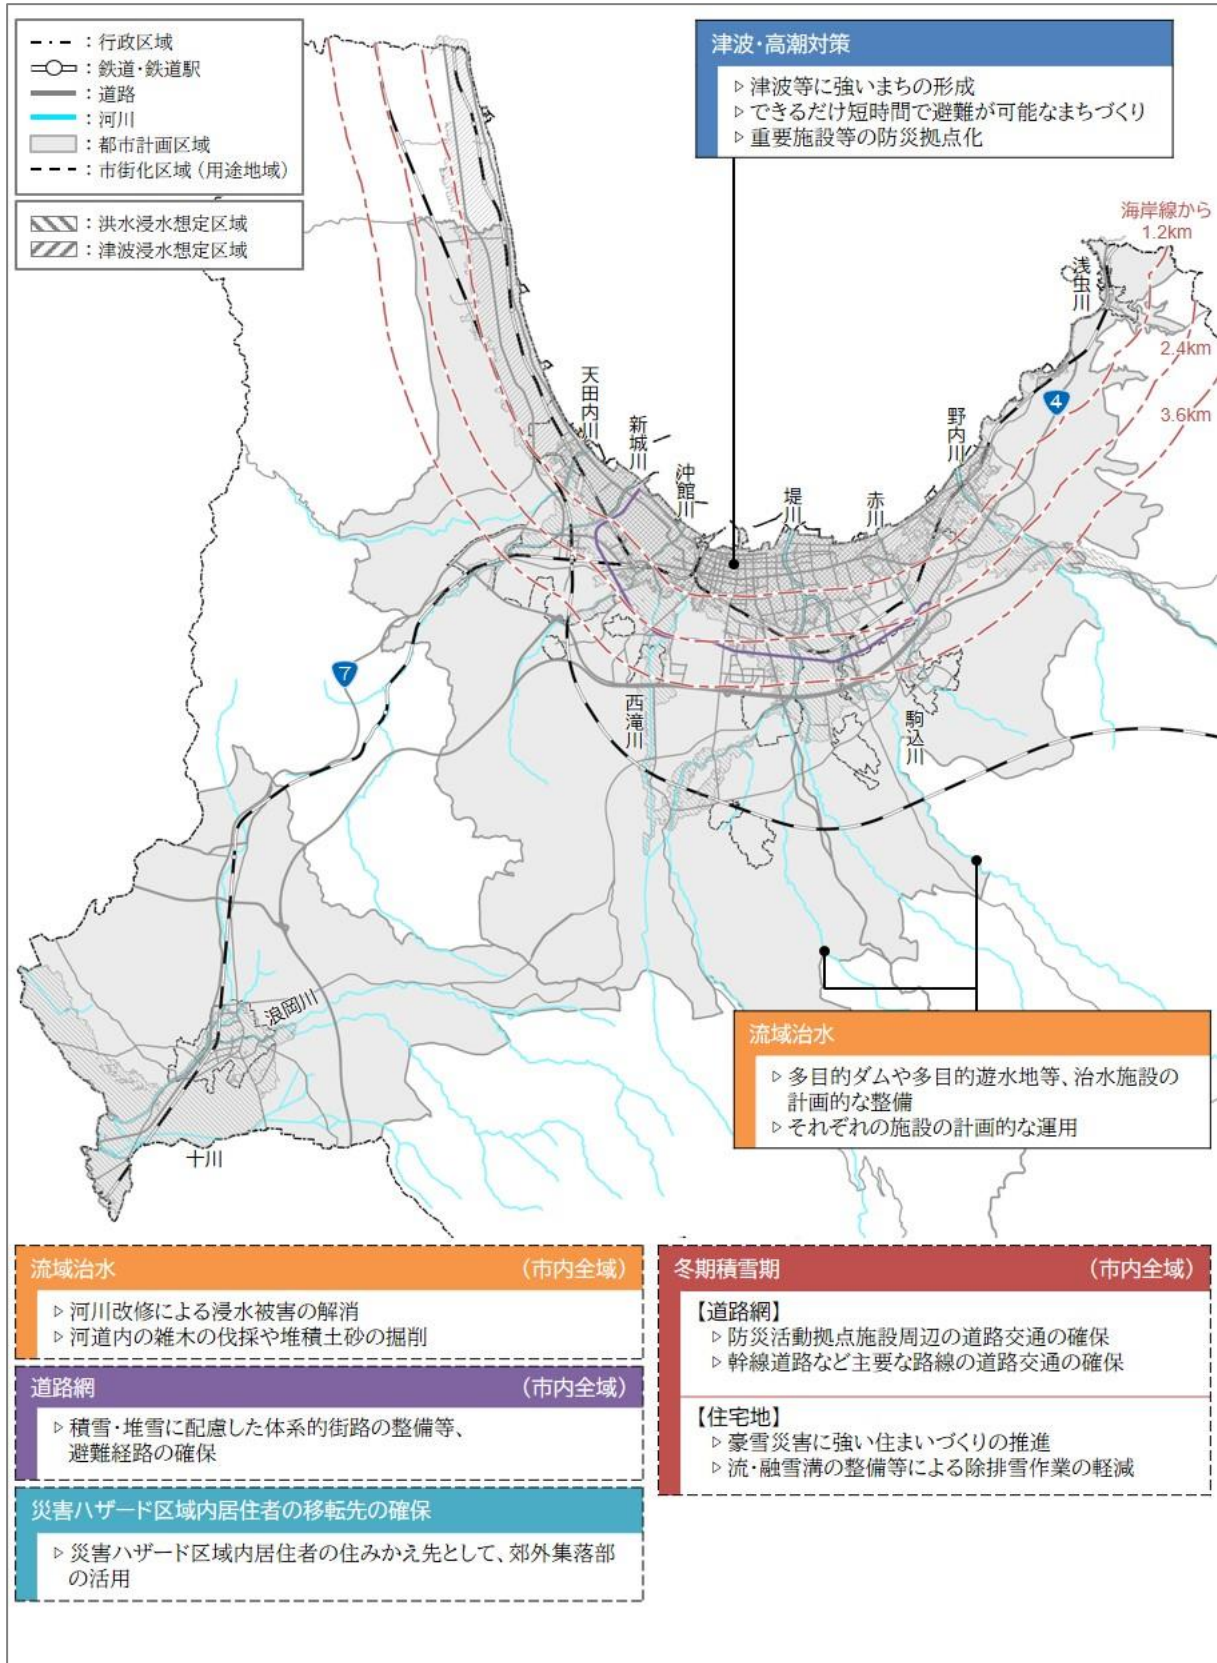 ：行政区域
：鉄道・鉄道駅
：道路
：河川
：都市計画区域
：市街化区域（用途地域）
：洪水浸水想定区域
：津波浸水想定区域
津波・高潮対策
▷ 津波等に強いまちの形成
▷ できるだけ短時間で避難が可能なまちづくり
▷ 重要施設等の防災拠点化
海岸線から
1.2km
2.4km
3.6km
浅虫川
4
野内川
天田内川
新城川
沖館川
堤川
赤川
7
西滝川
駒込川
浪岡川
十川
流域治水
▷ 多目的ダムや多目的遊水地等、治水施設の
計画的な整備
▷ それぞれの施設の計画的な運用
流域治水 （市内全域）
▷ 河川改修による浸水被害の解消
▷ 河道内の雑木の伐採や堆積土砂の掘削
道路網 （市内全域）
▷ 積雪・堆雪に配慮した体系的街路の整備等、
避難経路の確保
災害ハザード区域内居住者の移転先の確保
▷ 災害ハザード区域内居住者の住みかえ先として、郊外集落部
の活用
冬期積雪期 （市内全域）
【道路網】
▷ 防災活動拠点施設周辺の道路交通の確保
▷ 幹線道路など主要な路線の道路交通の確保
【住宅地】
▷ 豪雪災害に強い住まいづくりの推進
▷ 流・融雪溝の整備等による除排雪作業の軽減